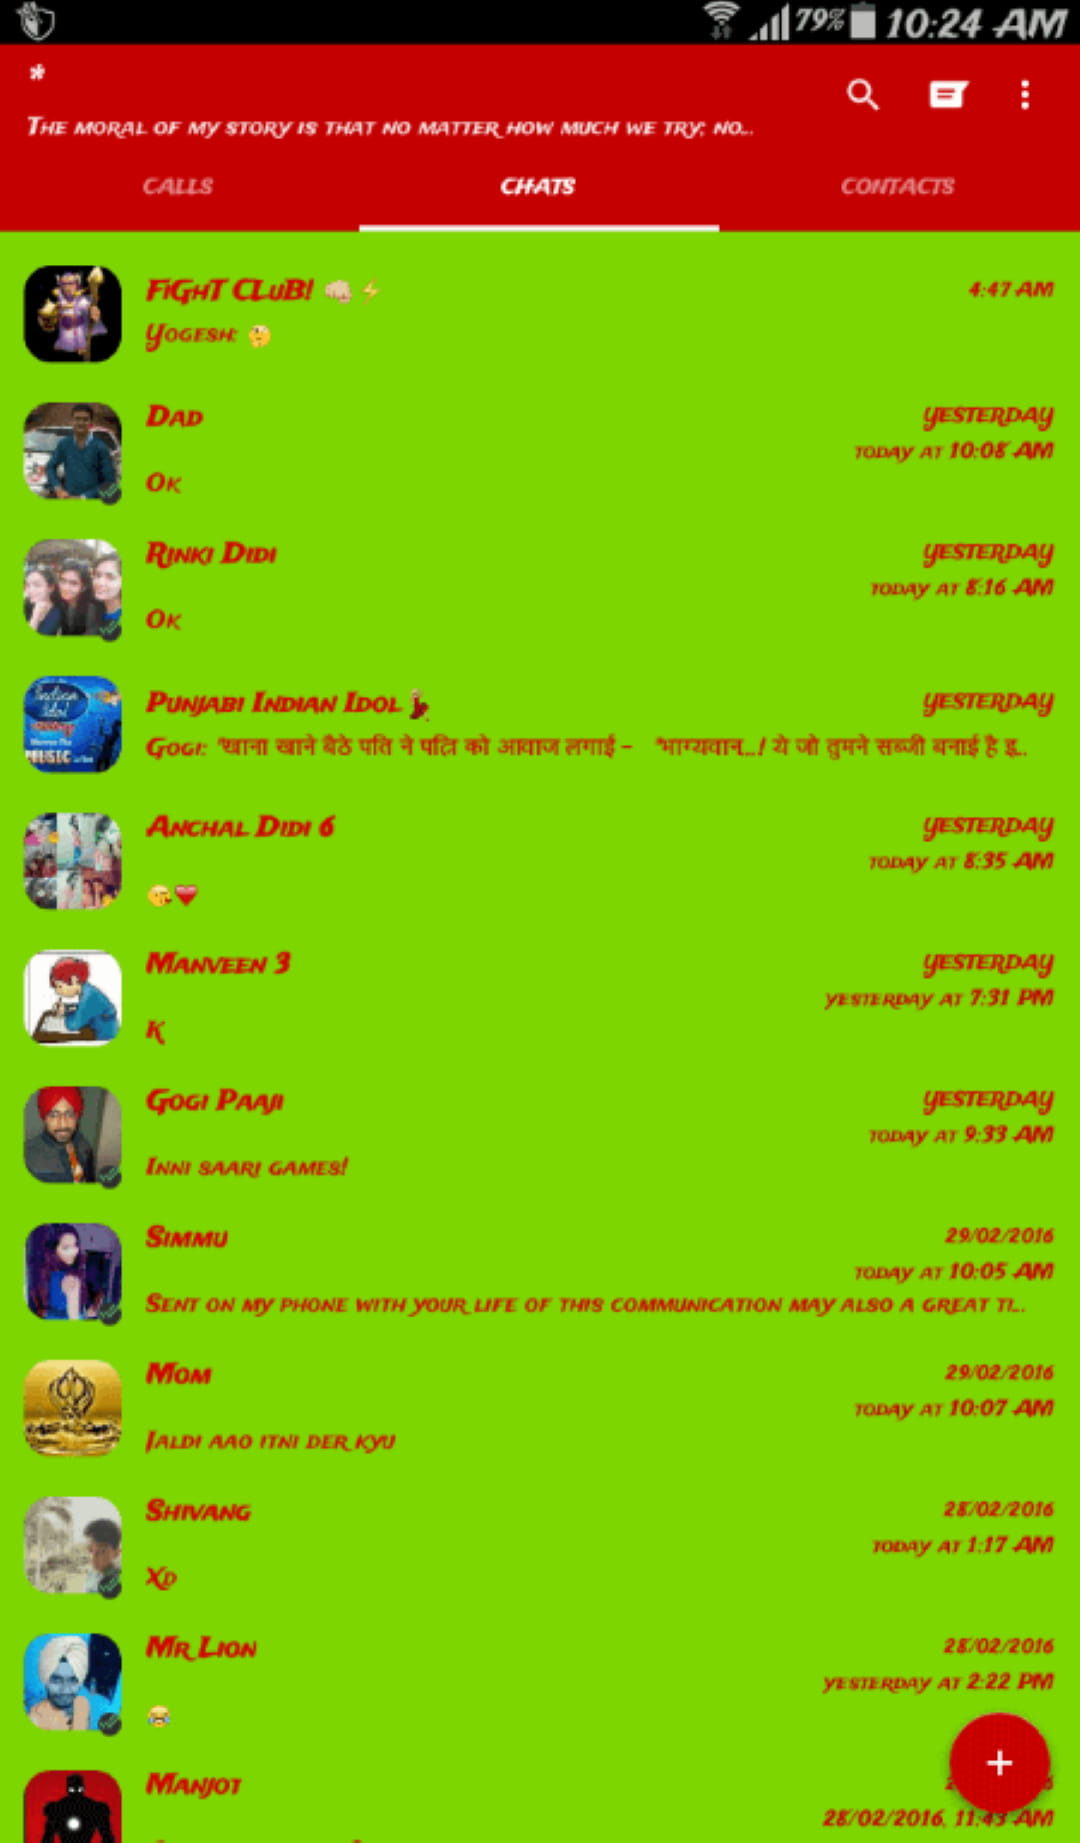 79% 10:24 AM
*
The moral of my story is that no matter how much we try; no...
CALLS CHATS CONTACTS
FiGhT CLuB! 👊🏻⚡ 4:47 AM
Yogesh: 🤔
Dad YESTERDAY
today at 10:08 AM
Ok
Rinki Didi YESTERDAY
today at 8:16 AM
Ok
Indian Idol
MUSIC
Punjabi Indian Idol💃 YESTERDAY
Gogi: "खाना खाने बैठे पति ने पत्नि को आवाज लगाई - "भाग्यवान...! ये जो तुमने सब्जी बनाई है इ...
Anchal Didi 6 YESTERDAY
today at 8:35 AM
😘❤
Manveen 3 YESTERDAY
yesterday at 7:31 PM
K
Gogi Paaji YESTERDAY
today at 9:33 AM
Inni saari games!
Simmu 29/02/2016
today at 10:05 AM
Sent on my phone with your life of this communication may also a great ti...
Mom 29/02/2016
today at 10:07 AM
Jaldi aao itni der kyu
Shivang 28/02/2016
today at 1:17 AM
Xd
Mr Lion 28/02/2016
yesterday at 2:22 PM
😂
+
Manjot
28/02/2016, 11:43 AM